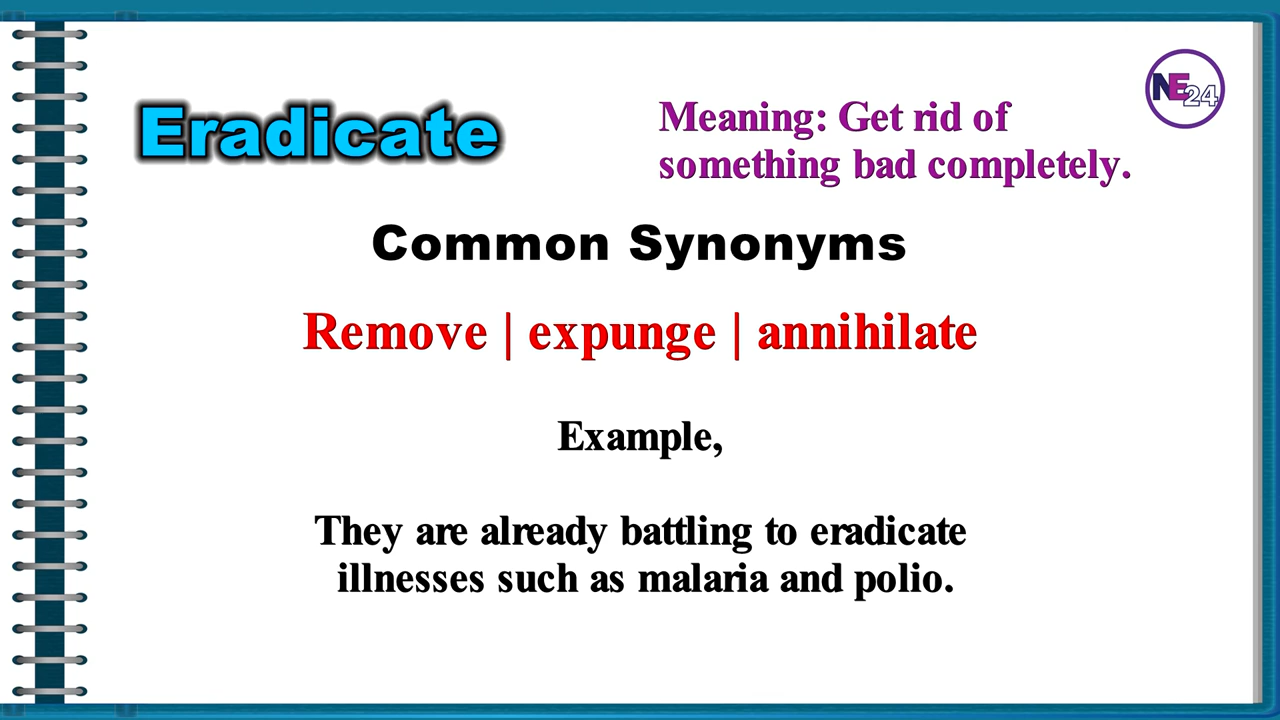 Eradicate
Meaning: Get rid of
something bad completely.
NE24
Common Synonyms
Remove | expunge | annihilate
Example,
They are already battling to eradicate
illnesses such as malaria and polio.